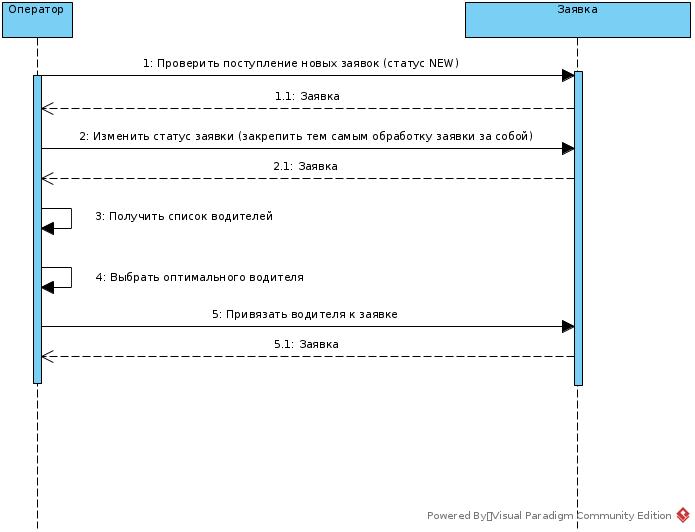 Оператор
Заявка
1: Проверить поступление новых заявок (статус NEW)
1.1: Заявка
2: Изменить статус заявки (закрепить тем самым обработку заявки за собой)
2.1: Заявка
3: Получить список водителей
4: Выбрать оптимального водителя
5: Привязать водителя к заявке
5.1: Заявка
Powered By▯Visual Paradigm Community Edition